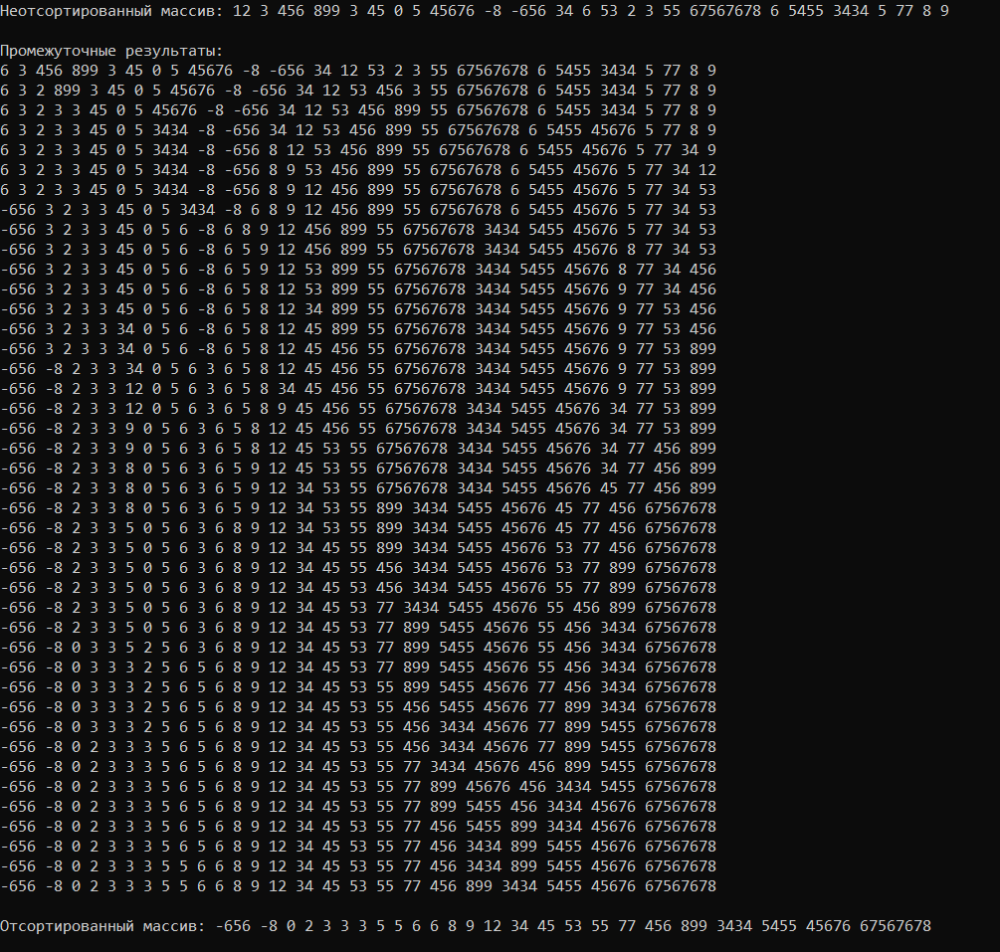 Неотсортированный массив: 12 3 456 899 3 45 0 5 45676 -8 -656 34 6 53 2 3 55 67567678 6 5455 3434 5 77 8 9
Промежуточные результаты:
6 3 456 899 3 45 0 5 45676 -8 -656 34 12 53 2 3 55 67567678 6 5455 3434 5 77 8 9
6 3 2 899 3 45 0 5 45676 -8 -656 34 12 53 456 3 55 67567678 6 5455 3434 5 77 8 9
6 3 2 3 3 45 0 5 45676 -8 -656 34 12 53 456 899 55 67567678 6 5455 3434 5 77 8 9
6 3 2 3 3 45 0 5 3434 -8 -656 34 12 53 456 899 55 67567678 6 5455 45676 5 77 8 9
6 3 2 3 3 45 0 5 3434 -8 -656 8 12 53 456 899 55 67567678 6 5455 45676 5 77 34 9
6 3 2 3 3 45 0 5 3434 -8 -656 8 9 53 456 899 55 67567678 6 5455 45676 5 77 34 12
6 3 2 3 3 45 0 5 3434 -8 -656 8 9 12 456 899 55 67567678 6 5455 45676 5 77 34 53
-656 3 2 3 3 45 0 5 3434 -8 6 8 9 12 456 899 55 67567678 6 5455 45676 5 77 34 53
-656 3 2 3 3 45 0 5 6 -8 6 8 9 12 456 899 55 67567678 3434 5455 45676 5 77 34 53
-656 3 2 3 3 45 0 5 6 -8 6 5 9 12 456 899 55 67567678 3434 5455 45676 8 77 34 53
-656 3 2 3 3 45 0 5 6 -8 6 5 9 12 53 899 55 67567678 3434 5455 45676 8 77 34 456
-656 3 2 3 3 45 0 5 6 -8 6 5 8 12 53 899 55 67567678 3434 5455 45676 9 77 34 456
-656 3 2 3 3 45 0 5 6 -8 6 5 8 12 34 899 55 67567678 3434 5455 45676 9 77 53 456
-656 3 2 3 3 34 0 5 6 -8 6 5 8 12 45 899 55 67567678 3434 5455 45676 9 77 53 456
-656 3 2 3 3 34 0 5 6 -8 6 5 8 12 45 456 55 67567678 3434 5455 45676 9 77 53 899
-656 -8 2 3 3 34 0 5 6 3 6 5 8 12 45 456 55 67567678 3434 5455 45676 9 77 53 899
-656 -8 2 3 3 12 0 5 6 3 6 5 8 34 45 456 55 67567678 3434 5455 45676 9 77 53 899
-656 -8 2 3 3 12 0 5 6 3 6 5 8 9 45 456 55 67567678 3434 5455 45676 34 77 53 899
-656 -8 2 3 3 9 0 5 6 3 6 5 8 12 45 456 55 67567678 3434 5455 45676 34 77 53 899
-656 -8 2 3 3 9 0 5 6 3 6 5 8 12 45 53 55 67567678 3434 5455 45676 34 77 456 899
-656 -8 2 3 3 8 0 5 6 3 6 5 9 12 45 53 55 67567678 3434 5455 45676 34 77 456 899
-656 -8 2 3 3 8 0 5 6 3 6 5 9 12 34 53 55 67567678 3434 5455 45676 45 77 456 899
-656 -8 2 3 3 8 0 5 6 3 6 5 9 12 34 53 55 899 3434 5455 45676 45 77 456 67567678
-656 -8 2 3 3 5 0 5 6 3 6 8 9 12 34 53 55 899 3434 5455 45676 45 77 456 67567678
-656 -8 2 3 3 5 0 5 6 3 6 8 9 12 34 45 55 899 3434 5455 45676 53 77 456 67567678
-656 -8 2 3 3 5 0 5 6 3 6 8 9 12 34 45 55 456 3434 5455 45676 53 77 899 67567678
-656 -8 2 3 3 5 0 5 6 3 6 8 9 12 34 45 53 456 3434 5455 45676 55 77 899 67567678
-656 -8 2 3 3 5 0 5 6 3 6 8 9 12 34 45 53 77 3434 5455 45676 55 456 899 67567678
-656 -8 2 3 3 5 0 5 6 3 6 8 9 12 34 45 53 77 899 5455 45676 55 456 3434 67567678
-656 -8 0 3 3 5 2 5 6 3 6 8 9 12 34 45 53 77 899 5455 45676 55 456 3434 67567678
-656 -8 0 3 3 3 2 5 6 5 6 8 9 12 34 45 53 77 899 5455 45676 55 456 3434 67567678
-656 -8 0 3 3 3 2 5 6 5 6 8 9 12 34 45 53 55 899 5455 45676 77 456 3434 67567678
-656 -8 0 3 3 3 2 5 6 5 6 8 9 12 34 45 53 55 456 5455 45676 77 899 3434 67567678
-656 -8 0 3 3 3 2 5 6 5 6 8 9 12 34 45 53 55 456 3434 45676 77 899 5455 67567678
-656 -8 0 2 3 3 3 5 6 5 6 8 9 12 34 45 53 55 456 3434 45676 77 899 5455 67567678
-656 -8 0 2 3 3 3 5 6 5 6 8 9 12 34 45 53 55 77 3434 45676 456 899 5455 67567678
-656 -8 0 2 3 3 3 5 6 5 6 8 9 12 34 45 53 55 77 899 45676 456 3434 5455 67567678
-656 -8 0 2 3 3 3 5 6 5 6 8 9 12 34 45 53 55 77 899 5455 456 3434 45676 67567678
-656 -8 0 2 3 3 3 5 6 5 6 8 9 12 34 45 53 55 77 456 5455 899 3434 45676 67567678
-656 -8 0 2 3 3 3 5 6 5 6 8 9 12 34 45 53 55 77 456 3434 899 5455 45676 67567678
-656 -8 0 2 3 3 3 5 5 6 6 8 9 12 34 45 53 55 77 456 3434 899 5455 45676 67567678
-656 -8 0 2 3 3 3 5 5 6 6 8 9 12 34 45 53 55 77 456 899 3434 5455 45676 67567678
Отсортированный массив: -656 -8 0 2 3 3 3 5 5 6 6 8 9 12 34 45 53 55 77 456 899 3434 5455 45676 67567678